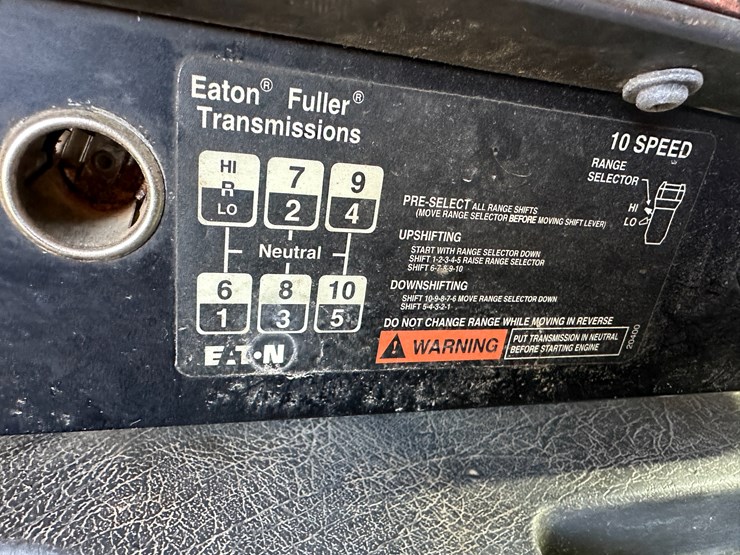 Eaton® Fuller®
Transmissions
10 SPEED
HI
R
LO
7
2
9
4
Neutral
6
1
8
3
10
5
RANGE
SELECTOR
HI
LO
PRE-SELECT ALL RANGE SHIFTS
(MOVE RANGE SELECTOR BEFORE MOVING SHIFT LEVER)
UPSHIFTING
START WITH RANGE SELECTOR DOWN
SHIFT 1-2-3-4-5 RAISE RANGE SELECTOR
SHIFT 6-7-8-9-10
DOWNSHIFTING
SHIFT 10-9-8-7-6 MOVE RANGE SELECTOR DOWN
SHIFT 5-4-3-2-1
DO NOT CHANGE RANGE WHILE MOVING IN REVERSE
WARNING
PUT TRANSMISSION IN NEUTRAL
BEFORE STARTING ENGINE
20400
EATON